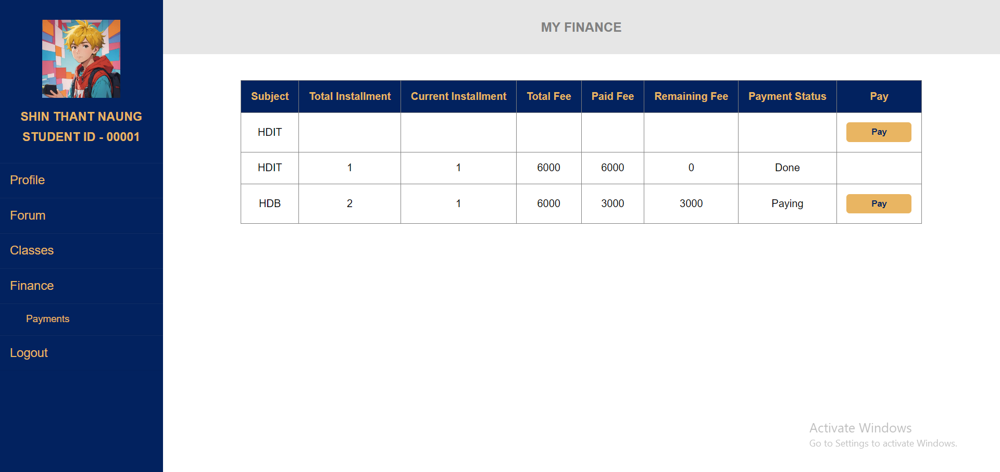 SHIN THANT NAUNG
STUDENT ID - 00001
Profile
Forum
Classes
Finance
Payments
Logout
MY FINANCE
Subject Total Installment Current Installment Total Fee Paid Fee Remaining Fee Payment Status Pay
HDIT Pay
HDIT 1 1 6000 6000 0 Done
HDB 2 1 6000 3000 3000 Paying Pay
Activate Windows
Go to Settings to activate Windows.